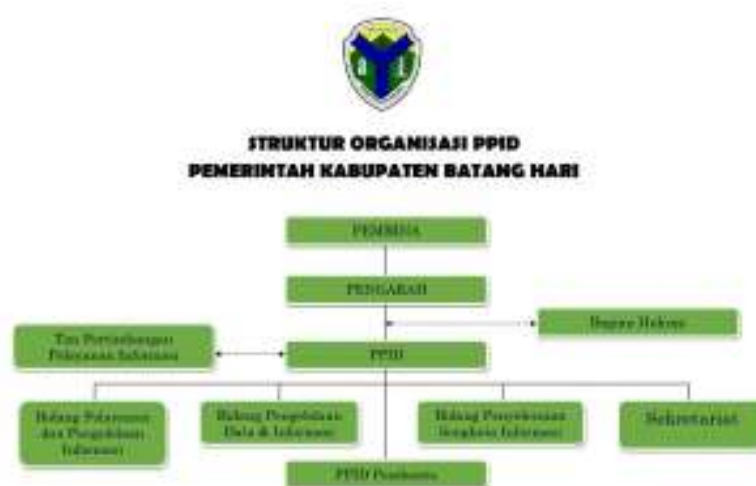 STRUKTUR ORGANISASI PPID
PEMERINTAH KABUPATEN BATANG HARI
PEMBINA
PENGARAH
Bagian Hukum
Tim Pertimbangan
Pelayanan Informasi
PPID
Bidang Pelayanan
dan Pengelolaan
Informasi
Bidang Pengolahan
Data & Informasi
Bidang Penyelesaian
Sengketa Informasi
Sekretariat
PPID Pembantu